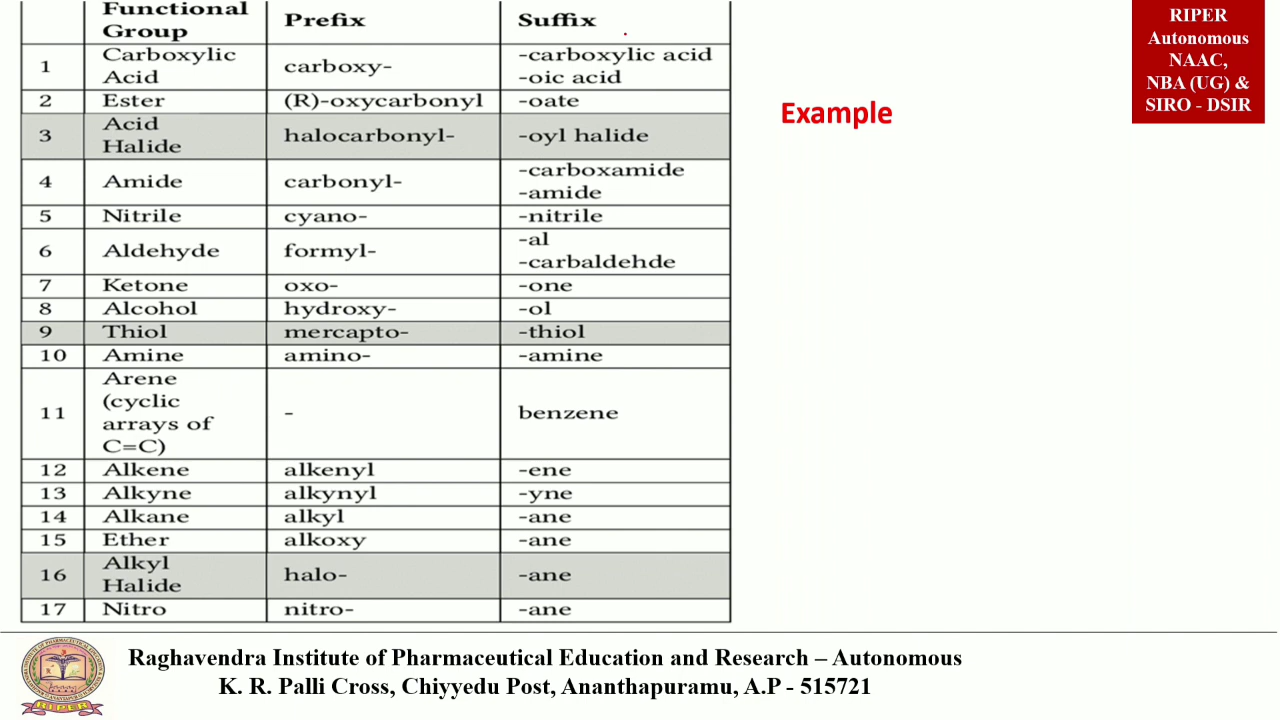 Functional
Group
Prefix
Suffix
1
Carboxylic
Acid
carboxy-
-carboxylic acid
-oic acid
2
Ester
(R)-oxycarbonyl
-oate
3
Acid
Halide
halocarbonyl-
-oyl halide
4
Amide
carbonyl-
-carboxamide
-amide
5
Nitrile
cyano-
-nitrile
6
Aldehyde
formyl-
-al
-carbaldehde
7
Ketone
oxo-
-one
8
Alcohol
hydroxy-
-ol
9
Thiol
mercapto-
-thiol
10
Amine
amino-
-amine
11
Arene
(cyclic
arrays of
C=C)
-
benzene
12
Alkene
alkenyl
-ene
13
Alkyne
alkynyl
-yne
14
Alkane
alkyl
-ane
15
Ether
alkoxy
-ane
16
Alkyl
Halide
halo-
-ane
17
Nitro
nitro-
-ane
Example
RIPER
Autonomous
NAAC,
NBA (UG) &
SIRO - DSIR
Raghavendra Institute of Pharmaceutical Education and Research – Autonomous
K. R. Palli Cross, Chiyyedu Post, Ananthapuramu, A.P - 515721
RIPER